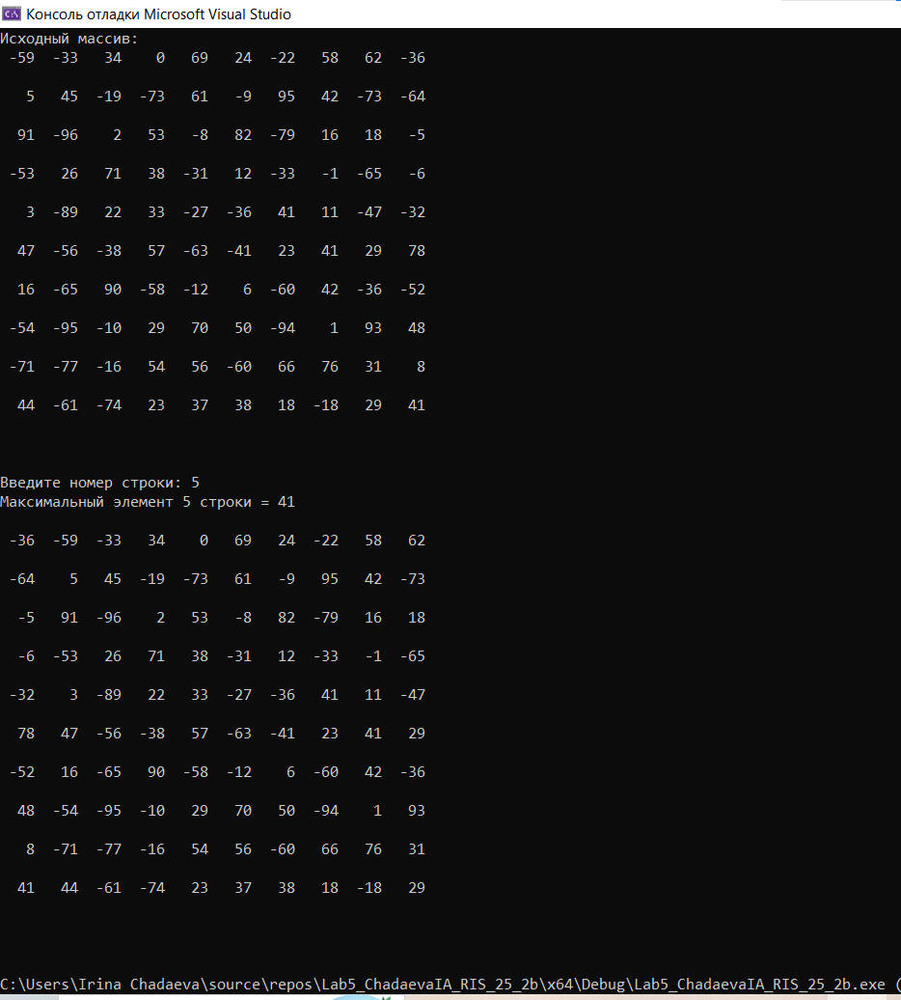 Консоль отладки Microsoft Visual Studio
Исходный массив:
-59 -33 34 0 69 24 -22 58 62 -36
5 45 -19 -73 61 -9 95 42 -73 -64
91 -96 2 53 -8 82 -79 16 18 -5
-53 26 71 38 -31 12 -33 -1 -65 -6
3 -89 22 33 -27 -36 41 11 -47 -32
47 -56 -38 57 -63 -41 23 41 29 78
16 -65 90 -58 -12 6 -60 42 -36 -52
-54 -95 -10 29 70 50 -94 1 93 48
-71 -77 -16 54 56 -60 66 76 31 8
44 -61 -74 23 37 38 18 -18 29 41
Введите номер строки: 5
Максимальный элемент 5 строки = 41
-36 -59 -33 34 0 69 24 -22 58 62
-64 5 45 -19 -73 61 -9 95 42 -73
-5 91 -96 2 53 -8 82 -79 16 18
-6 -53 26 71 38 -31 12 -33 -1 -65
-32 3 -89 22 33 -27 -36 41 11 -47
78 47 -56 -38 57 -63 -41 23 41 29
-52 16 -65 90 -58 -12 6 -60 42 -36
48 -54 -95 -10 29 70 50 -94 1 93
8 -71 -77 -16 54 56 -60 66 76 31
41 44 -61 -74 23 37 38 18 -18 29
C:\Users\Irina Chadaeva\source\repos\Lab5_ChadaevaIA_RIS_25_2b\x64\Debug\Lab5_ChadaevaIA_RIS_25_2b.exe (